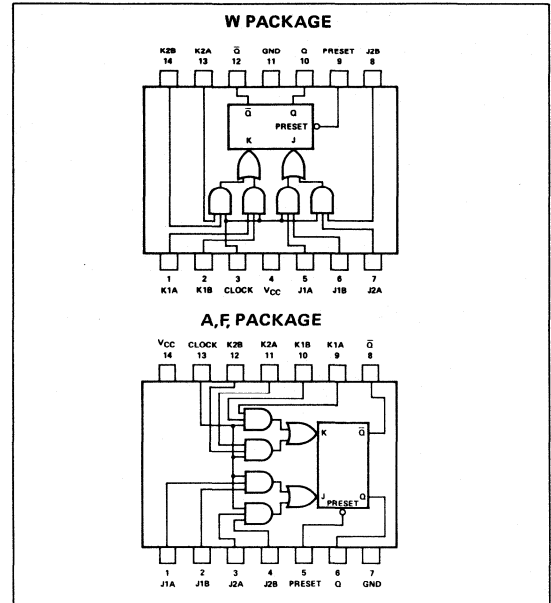 W PACKAGE
K2B K2A Q̅ GND Q PRESET J2B
14 13 12 11 10 9 8
Q̅ Q
PRESET
K J
1 2 3 4 5 6 7
K1A K1B CLOCK VCC J1A J1B J2A
A,F, PACKAGE
VCC CLOCK K2B K2A K1B K1A Q̅
14 13 12 11 10 9 8
K Q̅
J Q
PRESET
1 2 3 4 5 6 7
J1A J1B J2A J2B PRESET Q GND